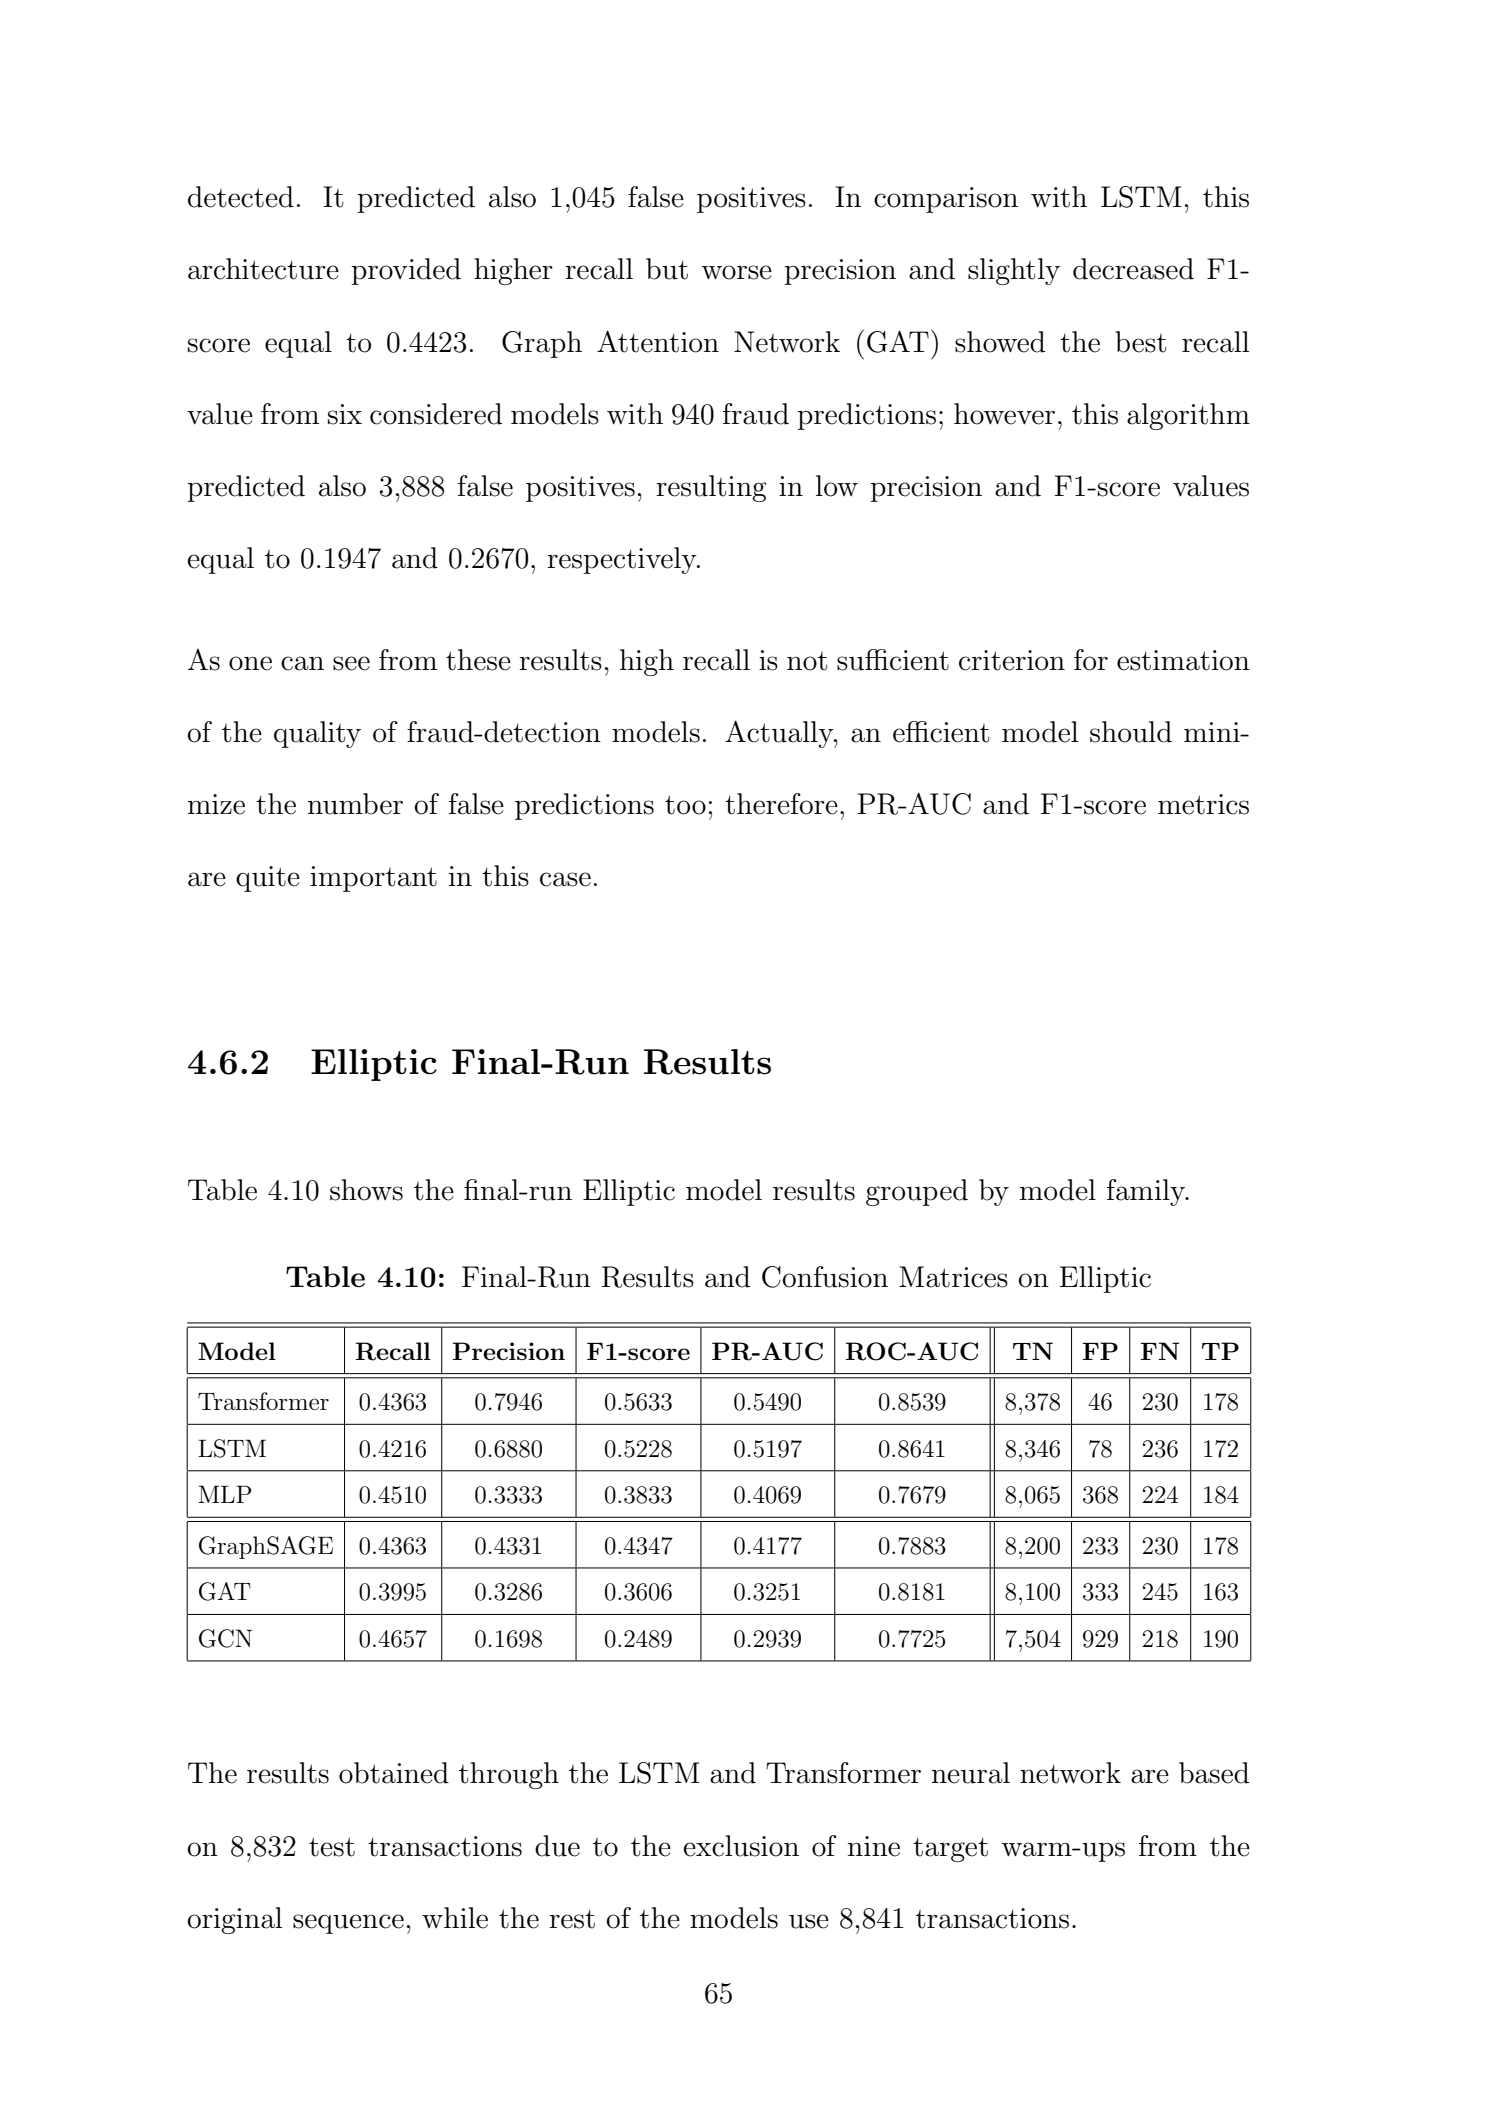 detected. It predicted also 1,045 false positives. In comparison with LSTM, this
architecture provided higher recall but worse precision and slightly decreased F1-
score equal to 0.4423. Graph Attention Network (GAT) showed the best recall
value from six considered models with 940 fraud predictions; however, this algorithm
predicted also 3,888 false positives, resulting in low precision and F1-score values
equal to 0.1947 and 0.2670, respectively.
As one can see from these results, high recall is not sufficient criterion for estimation
of the quality of fraud-detection models. Actually, an efficient model should mini-
mize the number of false predictions too; therefore, PR-AUC and F1-score metrics
are quite important in this case.
4.6.2 Elliptic Final-Run Results
Table 4.10 shows the final-run Elliptic model results grouped by model family.
Table 4.10: Final-Run Results and Confusion Matrices on Elliptic
Model Recall Precision F1-score PR-AUC ROC-AUC TN FP FN TP
Transformer 0.4363 0.7946 0.5633 0.5490 0.8539 8,378 46 230 178
LSTM 0.4216 0.6880 0.5228 0.5197 0.8641 8,346 78 236 172
MLP 0.4510 0.3333 0.3833 0.4069 0.7679 8,065 368 224 184
GraphSAGE 0.4363 0.4331 0.4347 0.4177 0.7883 8,200 233 230 178
GAT 0.3995 0.3286 0.3606 0.3251 0.8181 8,100 333 245 163
GCN 0.4657 0.1698 0.2489 0.2939 0.7725 7,504 929 218 190
The results obtained through the LSTM and Transformer neural network are based
on 8,832 test transactions due to the exclusion of nine target warm-ups from the
original sequence, while the rest of the models use 8,841 transactions.
65